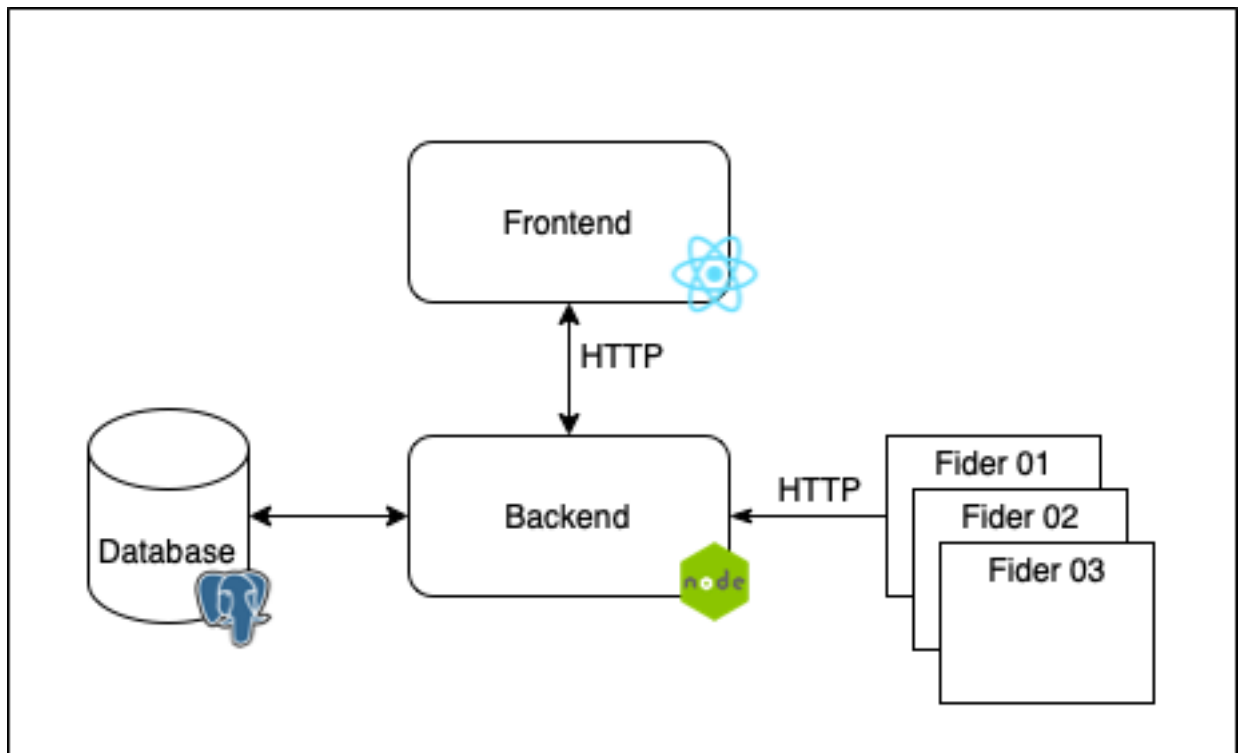 Frontend
HTTP
Database
Backend
node
HTTP
Fider 01
Fider 02
Fider 03